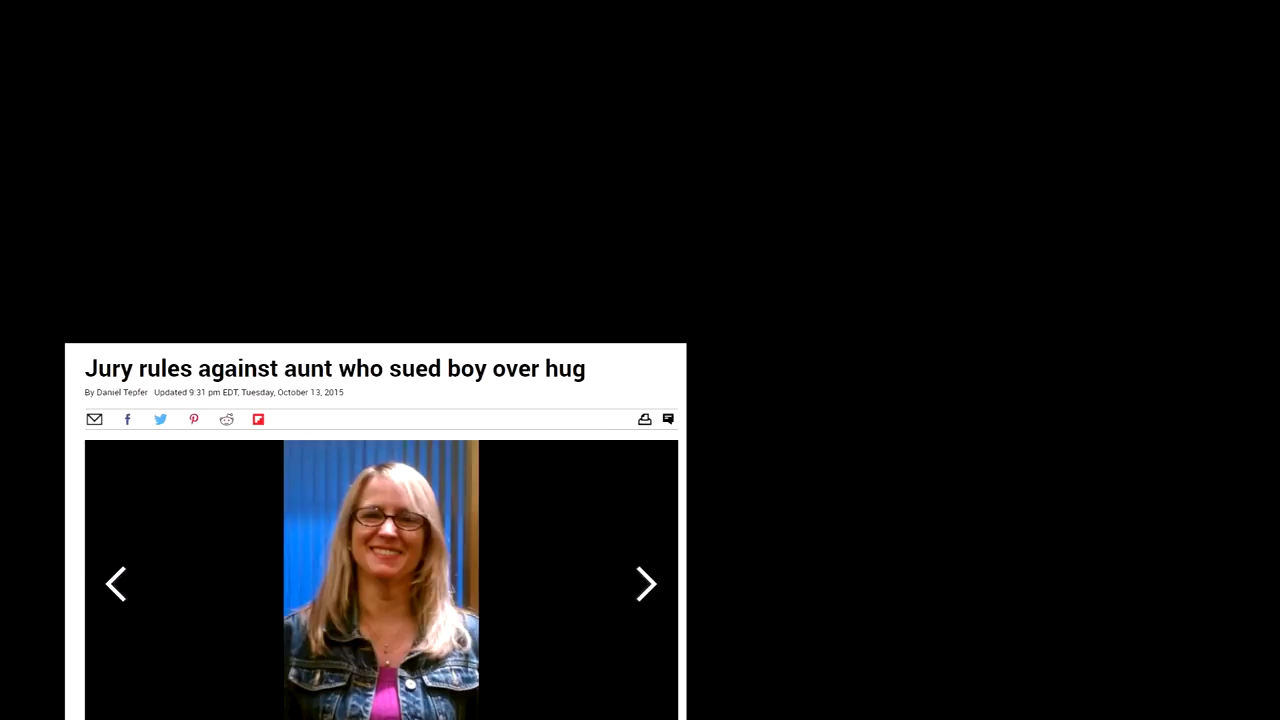 Jury rules against aunt who sued boy over hug
By Daniel Tepfer Updated 9:31 pm EDT, Tuesday, October 13, 2015